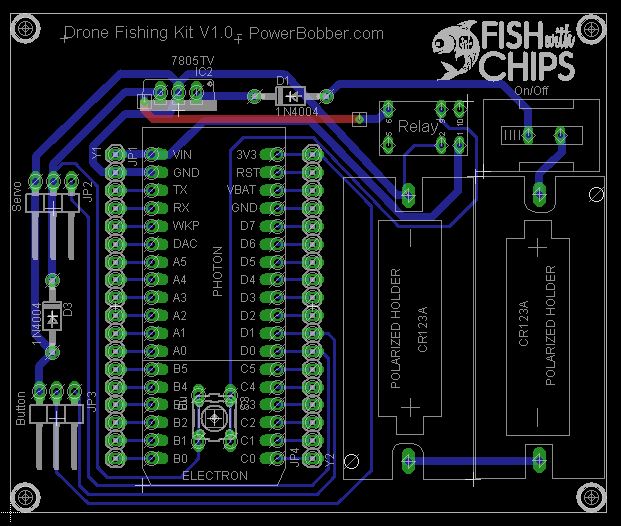 Drone Fishing Kit V1.0 - PowerBobber.com
FISH with
CHIPS
7805TV
IC2
D1
1N4004
On/Off
Relay
Y1
JP1
VIN
GND
TX
RX
WKP
DAC
A5
A4
A3
A2
A1
A0
B5
B4
B2
B1
B0
3V3
RST
VBAT
GND
D7
D6
D5
D4
D3
D2
D1
D0
C5
C4
C2
C1
C0
PHOTON
ELECTRON
JP4
Y2
Servo
JP2
1N4004
D3
Button
JP3
POLARIZED HOLDER
CR123A
CR123A
POLARIZED HOLDER